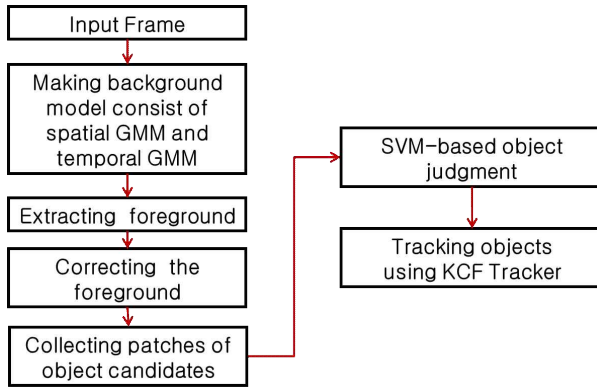 Input Frame
Making background
model consist of
spatial GMM and
temporal GMM
Extracting foreground
Correcting the
foreground
Collecting patches of
object candidates
SVM-based object
judgment
Tracking objects
using KCF Tracker